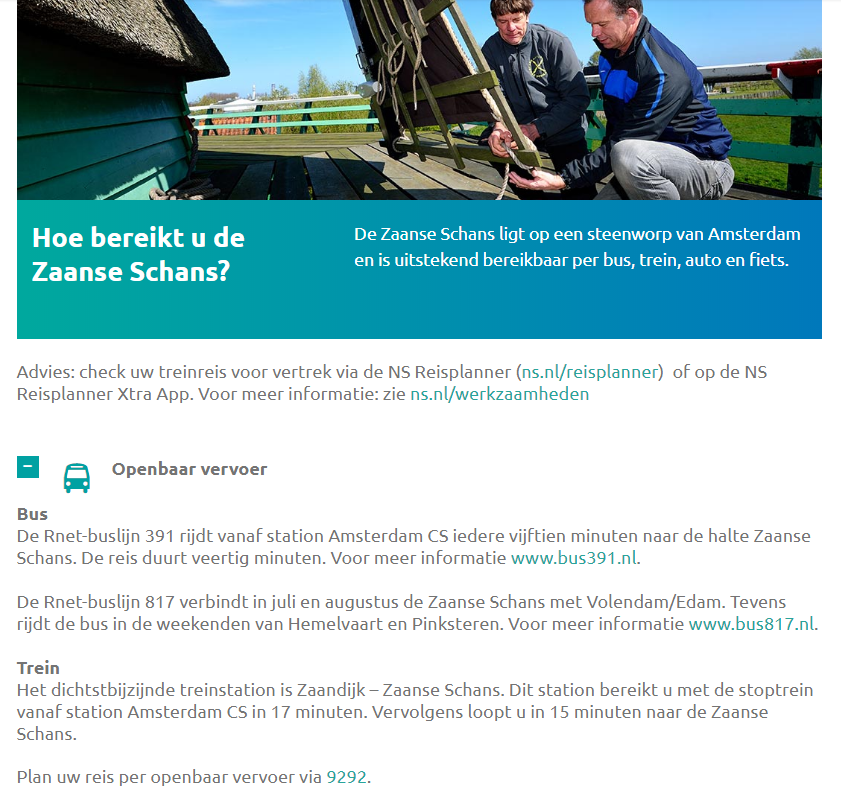 Hoe bereikt u de
Zaanse Schans?
De Zaanse Schans ligt op een steenworp van Amsterdam
en is uitstekend bereikbaar per bus, trein, auto en fiets.
Advies: check uw treinreis voor vertrek via de NS Reisplanner (ns.nl/reisplanner)  of op de NS
Reisplanner Xtra App. Voor meer informatie: zie ns.nl/werkzaamheden
Openbaar vervoer
Bus
De Rnet-buslijn 391 rijdt vanaf station Amsterdam CS iedere vijftien minuten naar de halte Zaanse
Schans. De reis duurt veertig minuten. Voor meer informatie www.bus391.nl.
De Rnet-buslijn 817 verbindt in juli en augustus de Zaanse Schans met Volendam/Edam. Tevens
rijdt de bus in de weekenden van Hemelvaart en Pinksteren. Voor meer informatie www.bus817.nl.
Trein
Het dichtstbijzijnde treinstation is Zaandijk – Zaanse Schans. Dit station bereikt u met de stoptrein
vanaf station Amsterdam CS in 17 minuten. Vervolgens loopt u in 15 minuten naar de Zaanse
Schans.
Plan uw reis per openbaar vervoer via 9292.